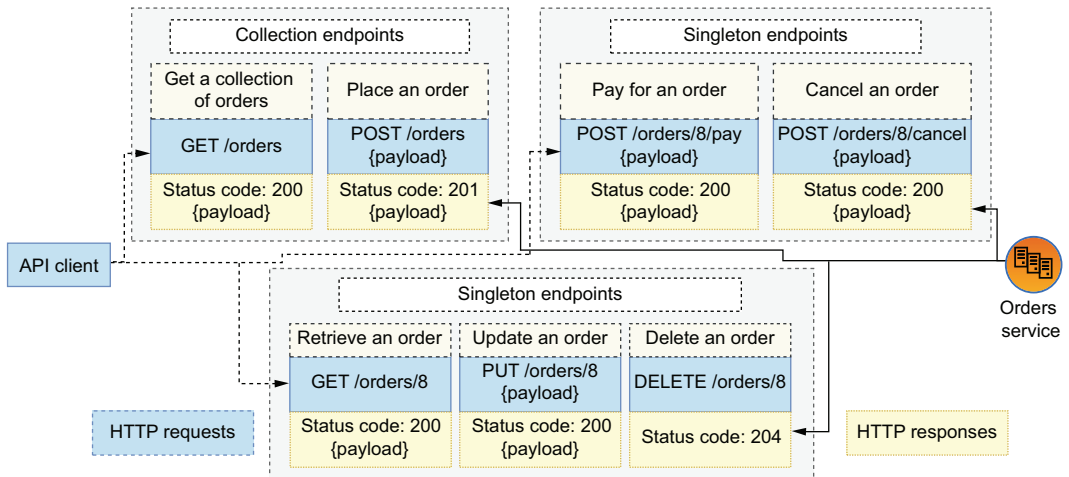 Collection endpoints
Get a collection
of orders
GET /orders
Status code: 200
{payload}
Place an order
POST /orders
{payload}
Status code: 201
{payload}
Singleton endpoints
Pay for an order
POST /orders/8/pay
{payload}
Status code: 200
{payload}
Cancel an order
POST /orders/8/cancel
{payload}
Status code: 200
{payload}
API client
Orders
service
Singleton endpoints
Retrieve an order
GET /orders/8
Status code: 200
{payload}
Update an order
PUT /orders/8
{payload}
Status code: 200
{payload}
Delete an order
DELETE /orders/8
Status code: 204
HTTP requests
HTTP responses